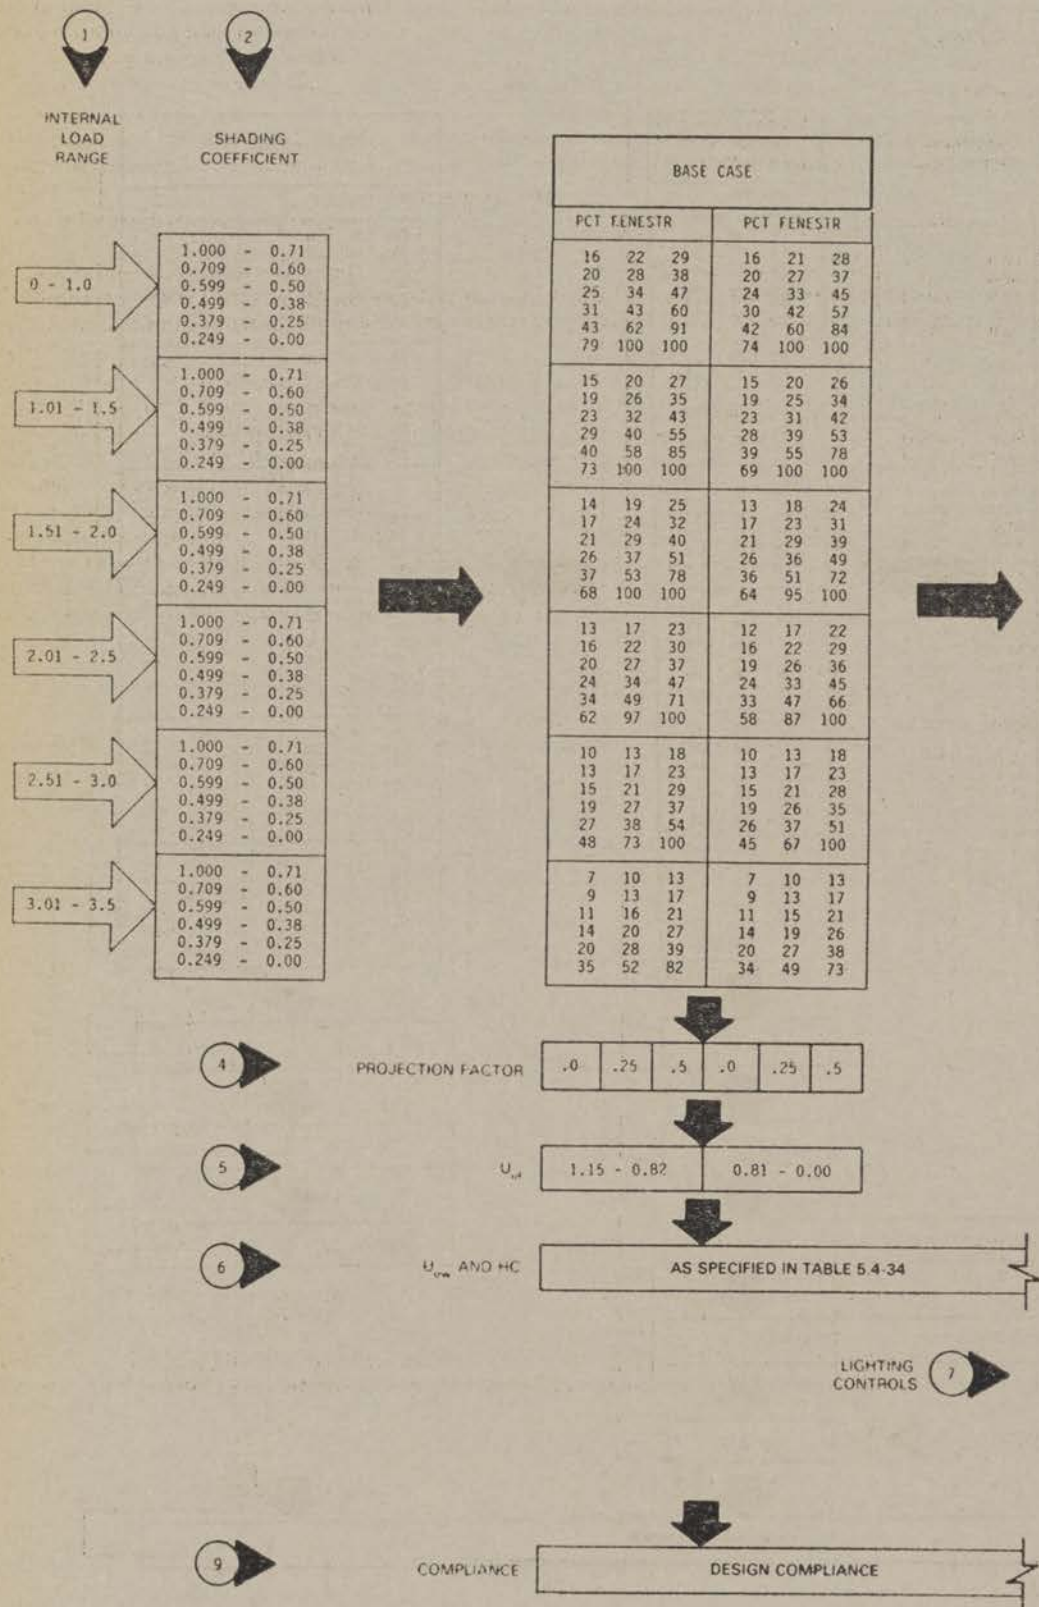 1
2
INTERNAL
LOAD
RANGE
SHADING
COEFFICIENT
BASE CASE
PCT FENESTR PCT FENESTR
0 - 1.0
1.000 - 0.71 16 22 29 16 21 28
0.709 - 0.60 20 28 38 20 27 37
0.599 - 0.50 25 34 47 24 33 45
0.499 - 0.38 31 43 60 30 42 57
0.379 - 0.25 43 62 91 42 60 84
0.249 - 0.00 79 100 100 74 100 100
1.01 - 1.5
1.000 - 0.71 15 20 27 15 20 26
0.709 - 0.60 19 26 35 19 25 34
0.599 - 0.50 23 32 43 23 31 42
0.499 - 0.38 29 40 55 28 39 53
0.379 - 0.25 40 58 85 39 55 78
0.249 - 0.00 73 100 100 69 100 100
1.51 - 2.0
1.000 - 0.71 14 19 25 13 18 24
0.709 - 0.60 17 24 32 17 23 31
0.599 - 0.50 21 29 40 21 29 39
0.499 - 0.38 26 37 51 26 36 49
0.379 - 0.25 37 53 78 36 51 72
0.249 - 0.00 68 100 100 64 95 100
2.01 - 2.5
1.000 - 0.71 13 17 23 12 17 22
0.709 - 0.60 16 22 30 16 22 29
0.599 - 0.50 20 27 37 19 26 36
0.499 - 0.38 24 34 47 24 33 45
0.379 - 0.25 34 49 71 33 47 66
0.249 - 0.00 62 97 100 58 87 100
2.51 - 3.0
1.000 - 0.71 10 13 18 10 13 18
0.709 - 0.60 13 17 23 13 17 23
0.599 - 0.50 15 21 29 15 21 28
0.499 - 0.38 19 27 37 19 26 35
0.379 - 0.25 27 38 54 26 37 51
0.249 - 0.00 48 73 100 45 67 100
3.01 - 3.5
1.000 - 0.71 7 10 13 7 10 13
0.709 - 0.60 9 13 17 9 13 17
0.599 - 0.50 11 16 21 11 15 21
0.499 - 0.38 14 20 27 14 19 26
0.379 - 0.25 20 28 39 20 27 38
0.249 - 0.00 35 52 82 34 49 73
4 PROJECTION FACTOR .0 .25 .5 .0 .25 .5
5 U 1.15 - 0.82 0.81 - 0.00
6 U AND HC AS SPECIFIED IN TABLE 5.4-34
LIGHTING
CONTROLS 7
9 COMPLIANCE DESIGN COMPLIANCE